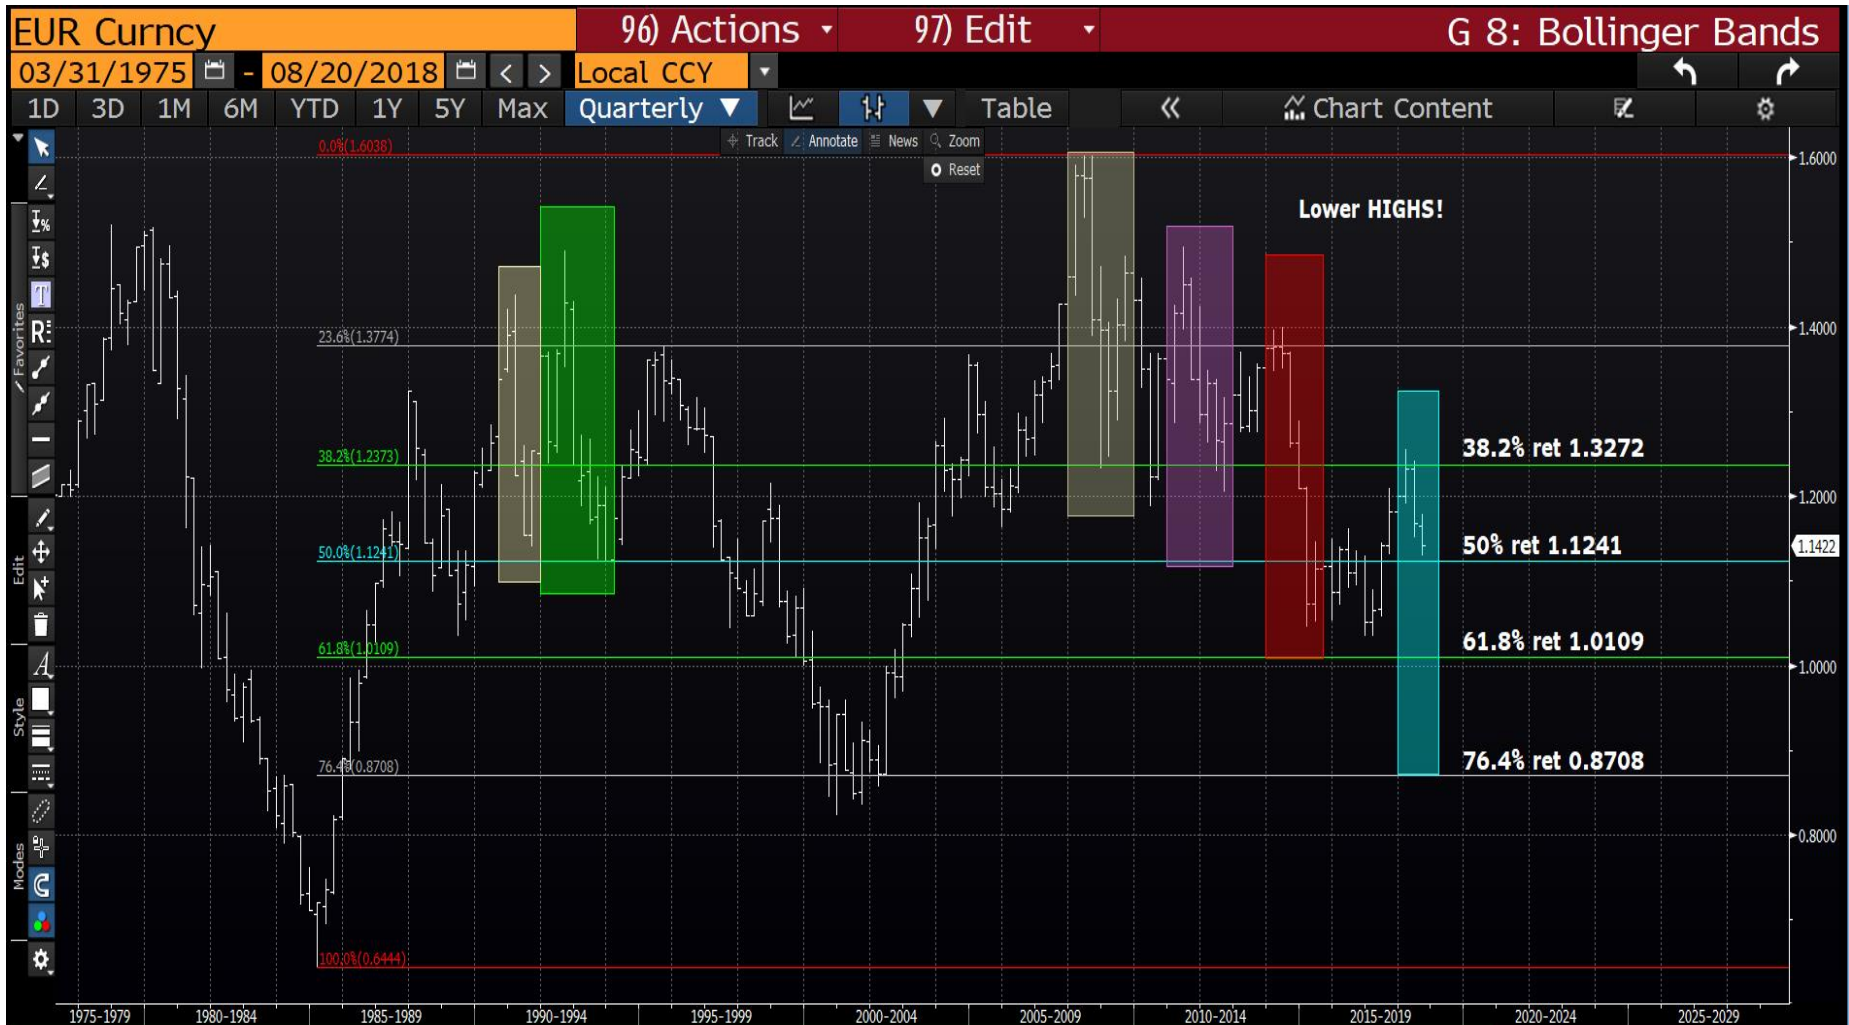 EUR Curncy
96) Actions
97) Edit
G 8: Bollinger Bands
03/31/1975 - 08/20/2018 < > Local CCY
1D 3D 1M 6M YTD 1Y 5Y Max Quarterly ▼ Table « Chart Content
Track Annotate News Zoom
Reset
0.0%(1.6038)
1.6000
Lower HIGHS!
Favorites
23.6%(1.3774)
1.4000
38.2%(1.2373)
38.2% ret 1.3272
1.2000
50.0%(1.1241)
50% ret 1.1241
1.1422
Edit
61.8%(1.0109)
61.8% ret 1.0109
1.0000
Style
76.4%(0.8708)
76.4% ret 0.8708
0.8000
Modes
100.0%(0.6444)
1975-1979 1980-1984 1985-1989 1990-1994 1995-1999 2000-2004 2005-2009 2010-2014 2015-2019 2020-2024 2025-2029